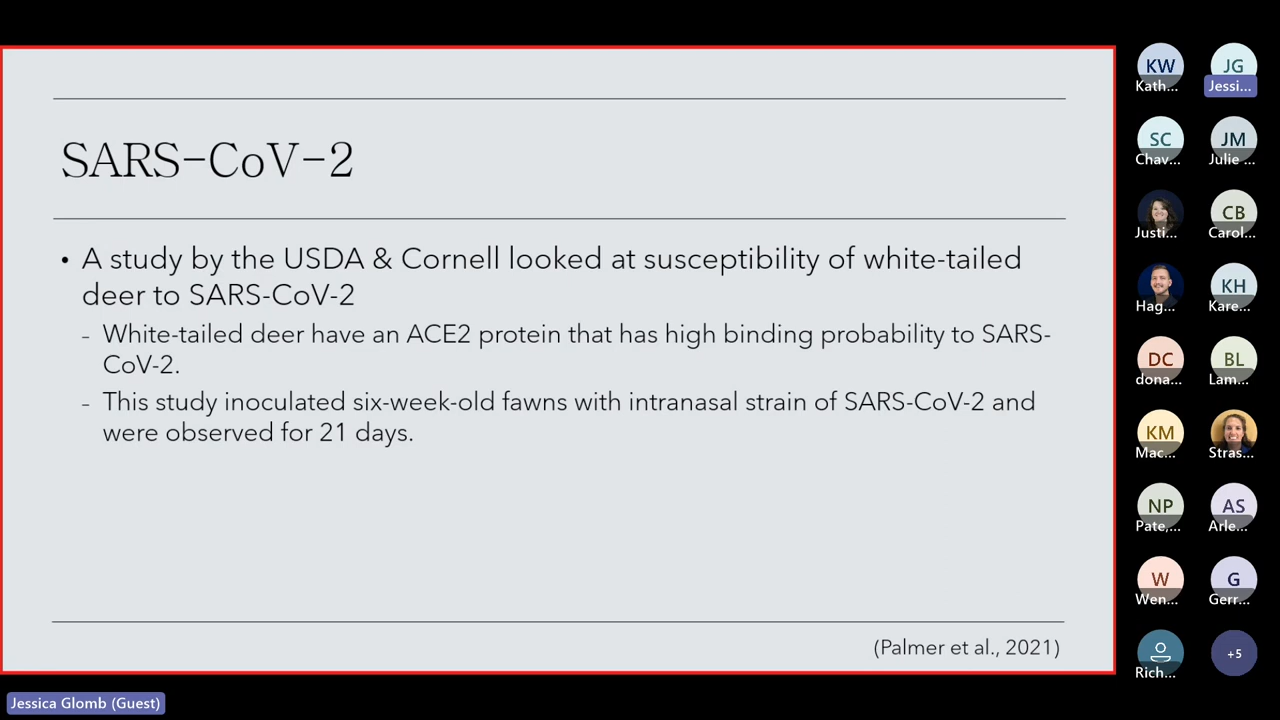 SARS-CoV-2
• A study by the USDA & Cornell looked at susceptibility of white-tailed
deer to SARS-CoV-2
- White-tailed deer have an ACE2 protein that has high binding probability to SARS-
CoV-2.
- This study inoculated six-week-old fawns with intranasal strain of SARS-CoV-2 and
were observed for 21 days.
(Palmer et al., 2021)
Jessica Glomb (Guest)
KW
Kath...
JG
Jessi...
SC
Chav...
JM
Julie ...
Justi...
CB
Carol...
Hag...
KH
Kare...
DC
dona...
BL
Lam...
KM
Mac...
Stras...
NP
Pate,...
AS
Arle...
W
Wen...
G
Gerr...
Rich...
+5